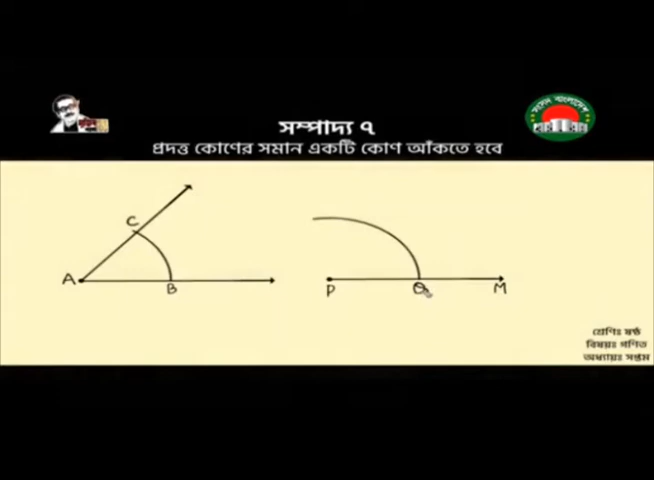 সম্পাদ্য ৭
প্রদত্ত কোণের সমান একটি কোণ আঁকতে হবে
C
A
B
P
Q
M
শ্রেণিঃ ষষ্ঠ
বিষয়ঃ গণিত
অধ্যায়ঃ সপ্তম